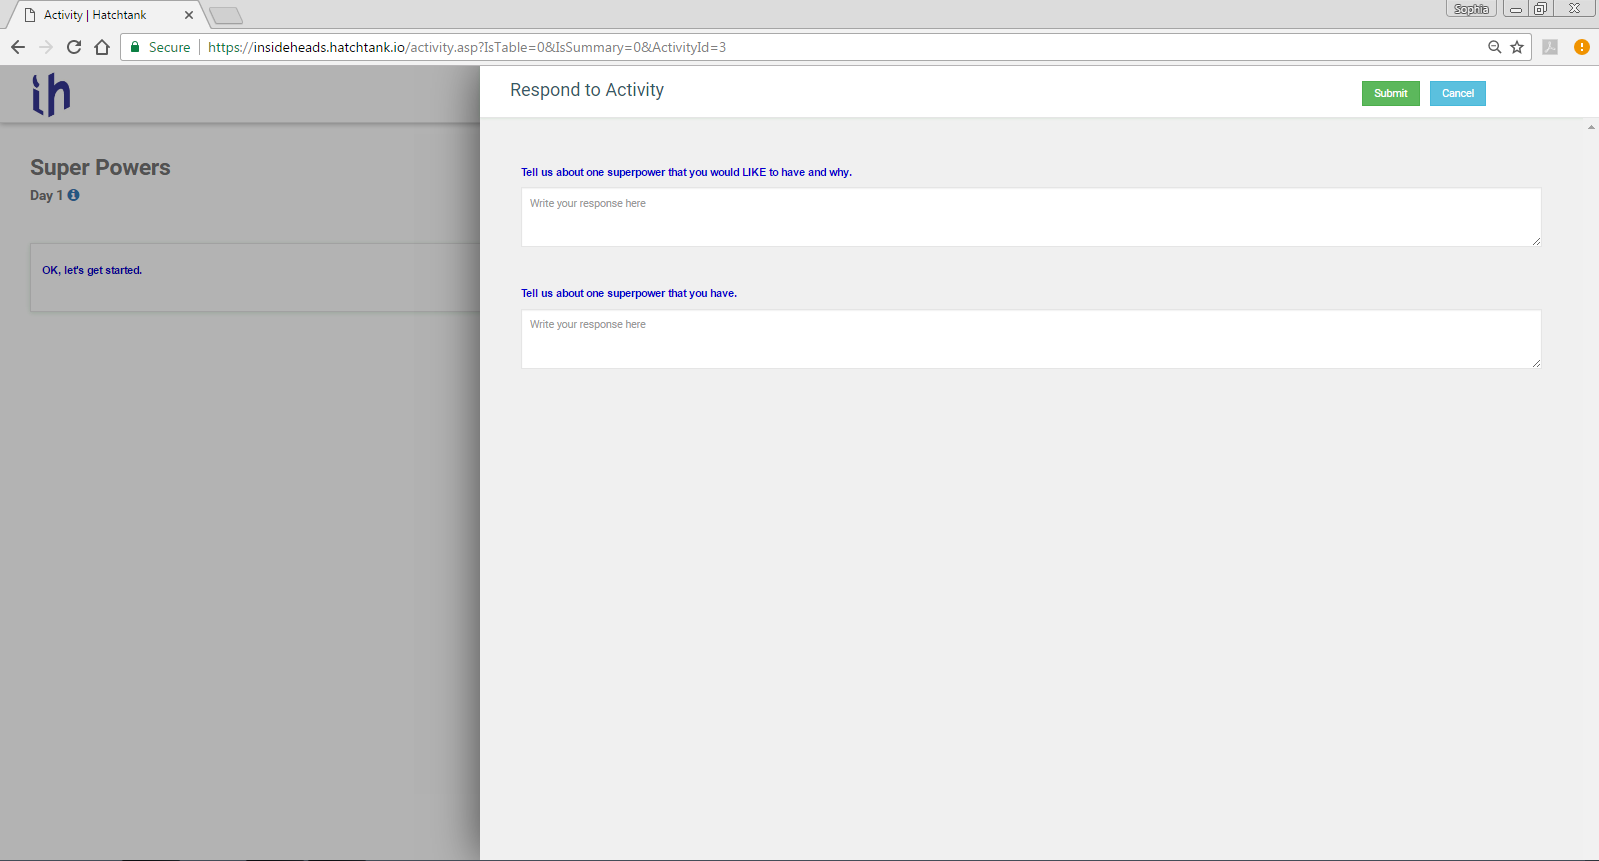 Activity | Hatchtank
Sophia
Secure
https://insideheads.hatchtank.io/activity.asp?IsTable=0&IsSummary=0&ActivityId=3
ih
Respond to Activity
Submit
Cancel
Super Powers
Day 1
OK, let's get started.
Tell us about one superpower that you would LIKE to have and why.
Write your response here
Tell us about one superpower that you have.
Write your response here